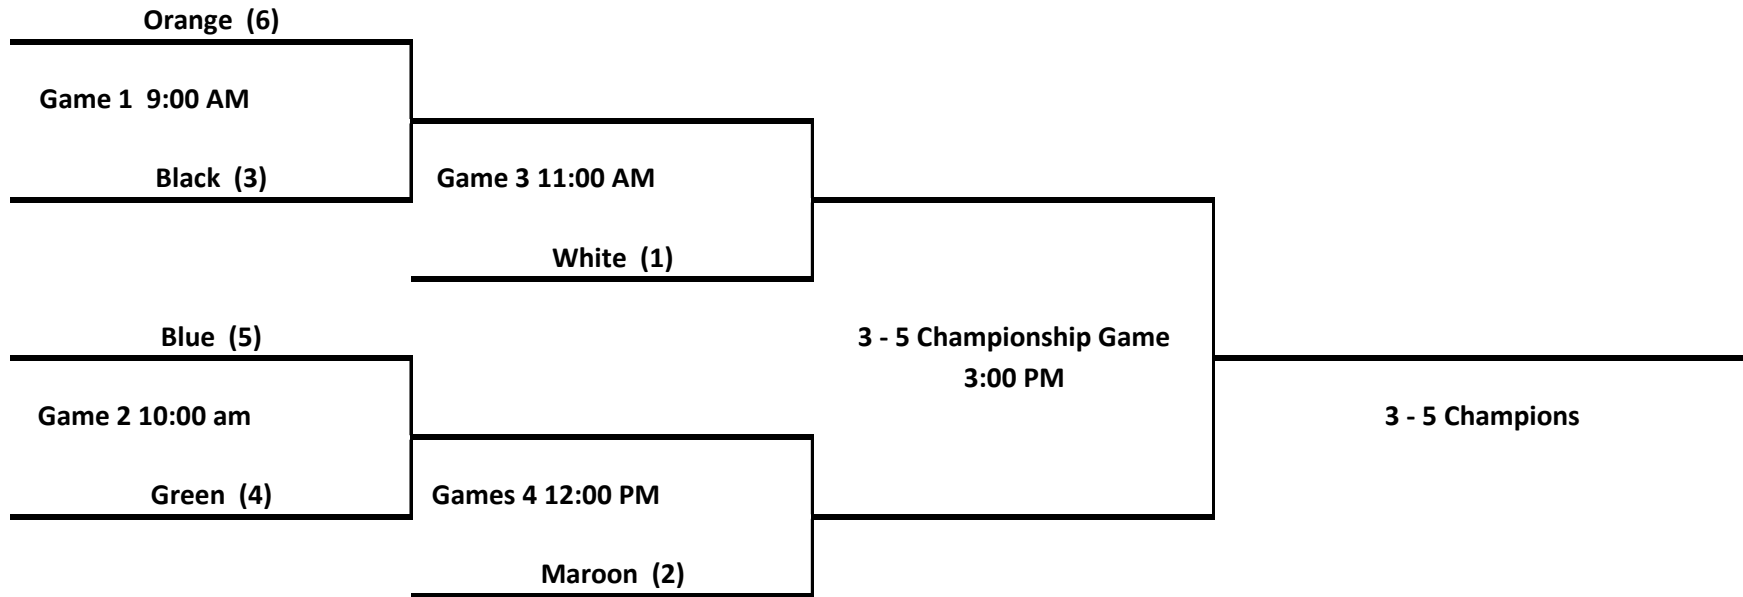 Orange (6)
Game 1 9:00 AM
Black (3)
Game 3 11:00 AM
White (1)
Blue (5)
3 - 5 Championship Game
3:00 PM
Game 2 10:00 am
3 - 5 Champions
Green (4)
Games 4 12:00 PM
Maroon (2)